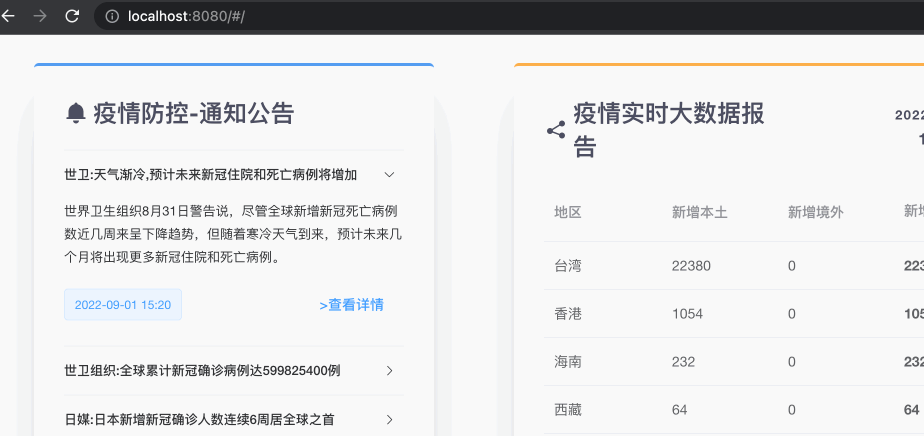 localhost:8080/#/
疫情防控-通知公告
世卫:天气渐冷,预计未来新冠住院和死亡病例将增加
世界卫生组织8月31日警告说，尽管全球新增新冠死亡病例
数近几周来呈下降趋势，但随着寒冷天气到来，预计未来几
个月将出现更多新冠住院和死亡病例。
2022-09-01 15:20
>查看详情
世卫组织:全球累计新冠确诊病例达599825400例
日媒:日本新增新冠确诊人数连续6周居全球之首
疫情实时大数据报
告
2022
地区 新增本土 新增境外 新增
台湾 22380 0 223
香港 1054 0 105
海南 232 0 232
西藏 64 0 64